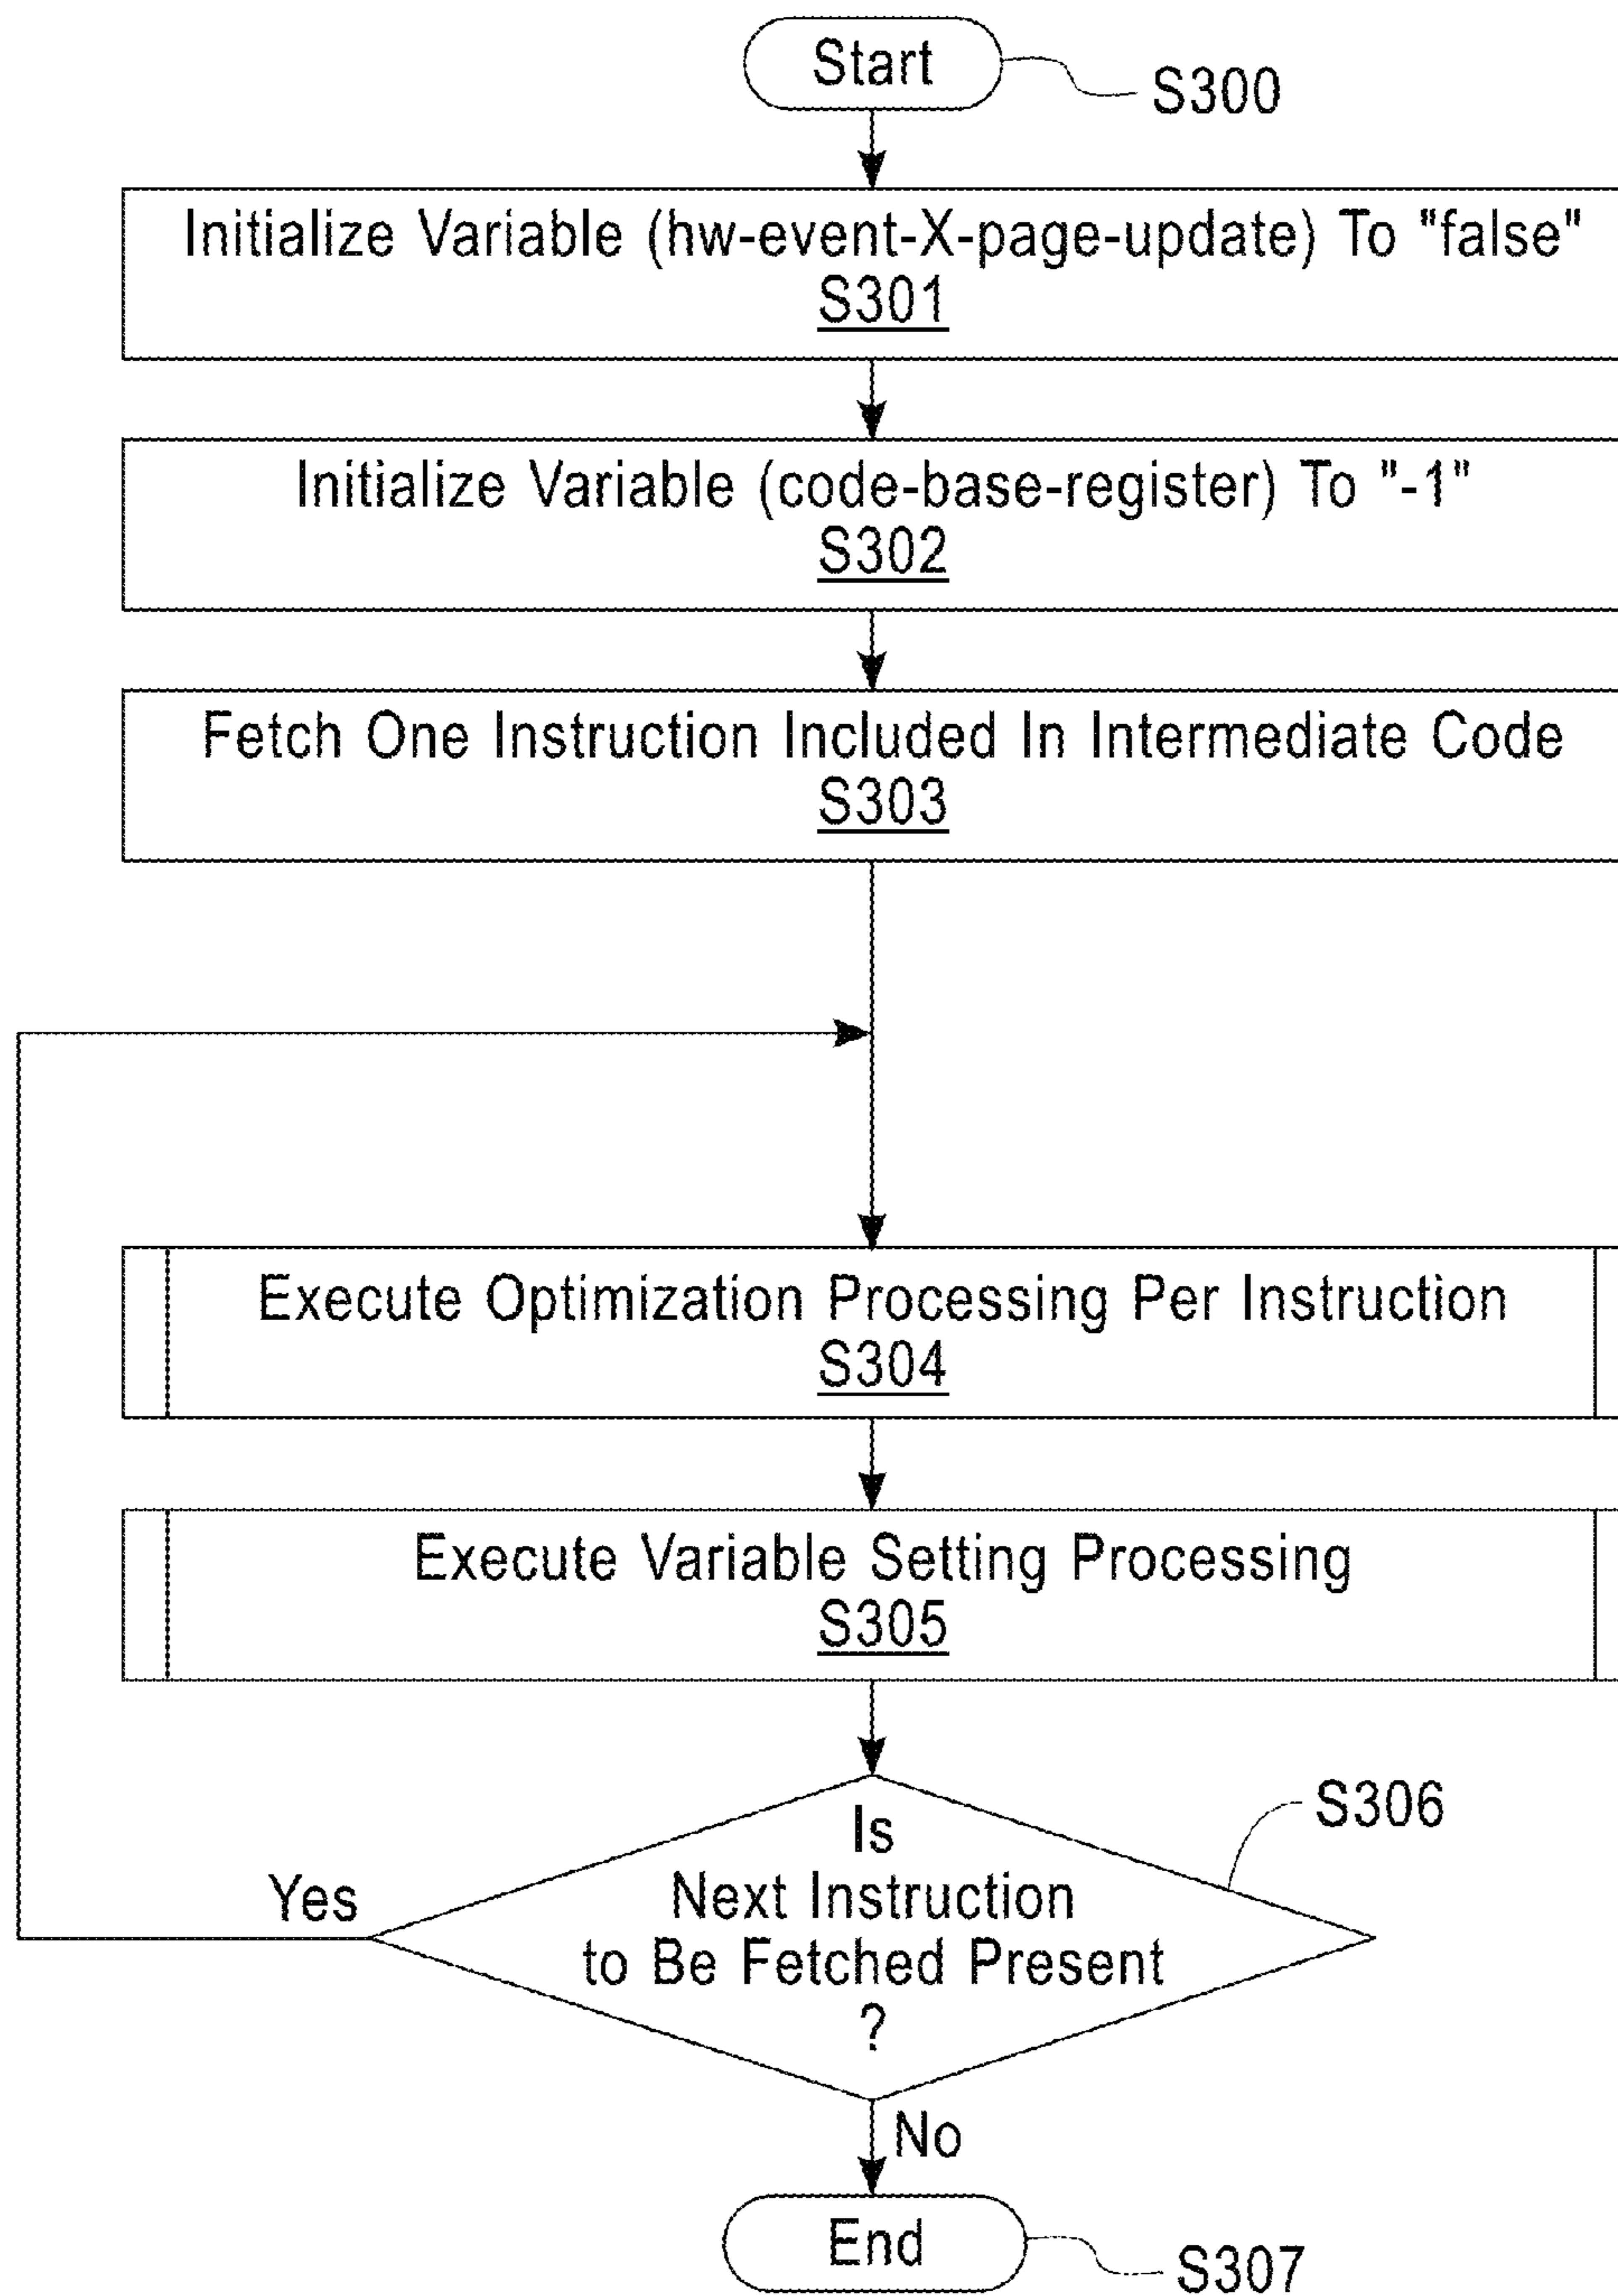 Start
S300
Initialize Variable (hw-event-X-page-update) To "false"
S301
Initialize Variable (code-base-register) To "-1"
S302
Fetch One Instruction Included In Intermediate Code
S303
Execute Optimization Processing Per Instruction
S304
Execute Variable Setting Processing
S305
S306
Is
Next Instruction
to Be Fetched Present
?
Yes
No
End
S307